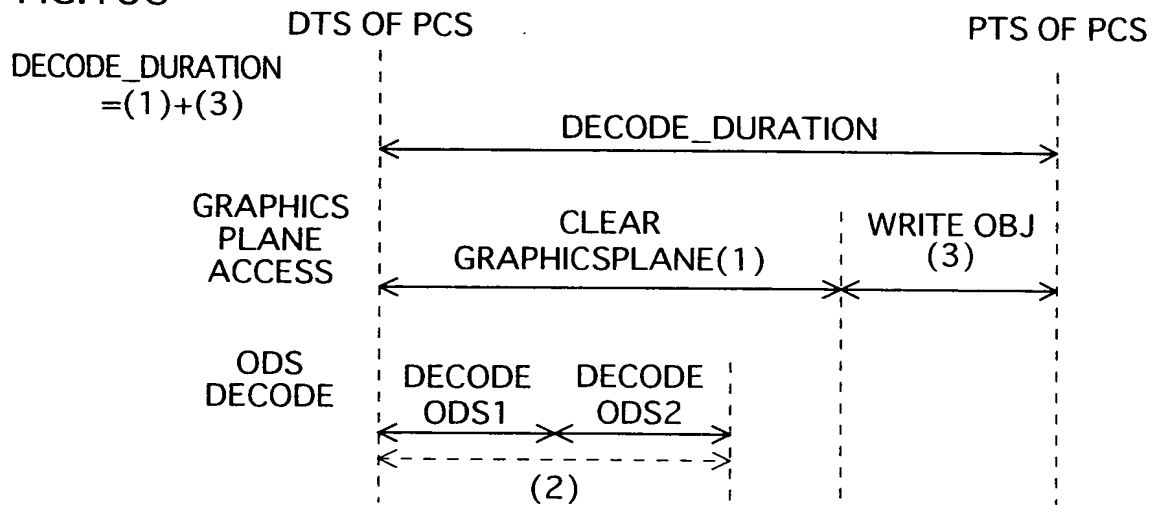 DTS OF PCS
PTS OF PCS
DECODE_DURATION
=(1)+(3)
DECODE_DURATION
GRAPHICS
PLANE
ACCESS
CLEAR
GRAPHICSPLANE(1)
WRITE OBJ
(3)
ODS
DECODE
DECODE
ODS1
DECODE
ODS2
(2)